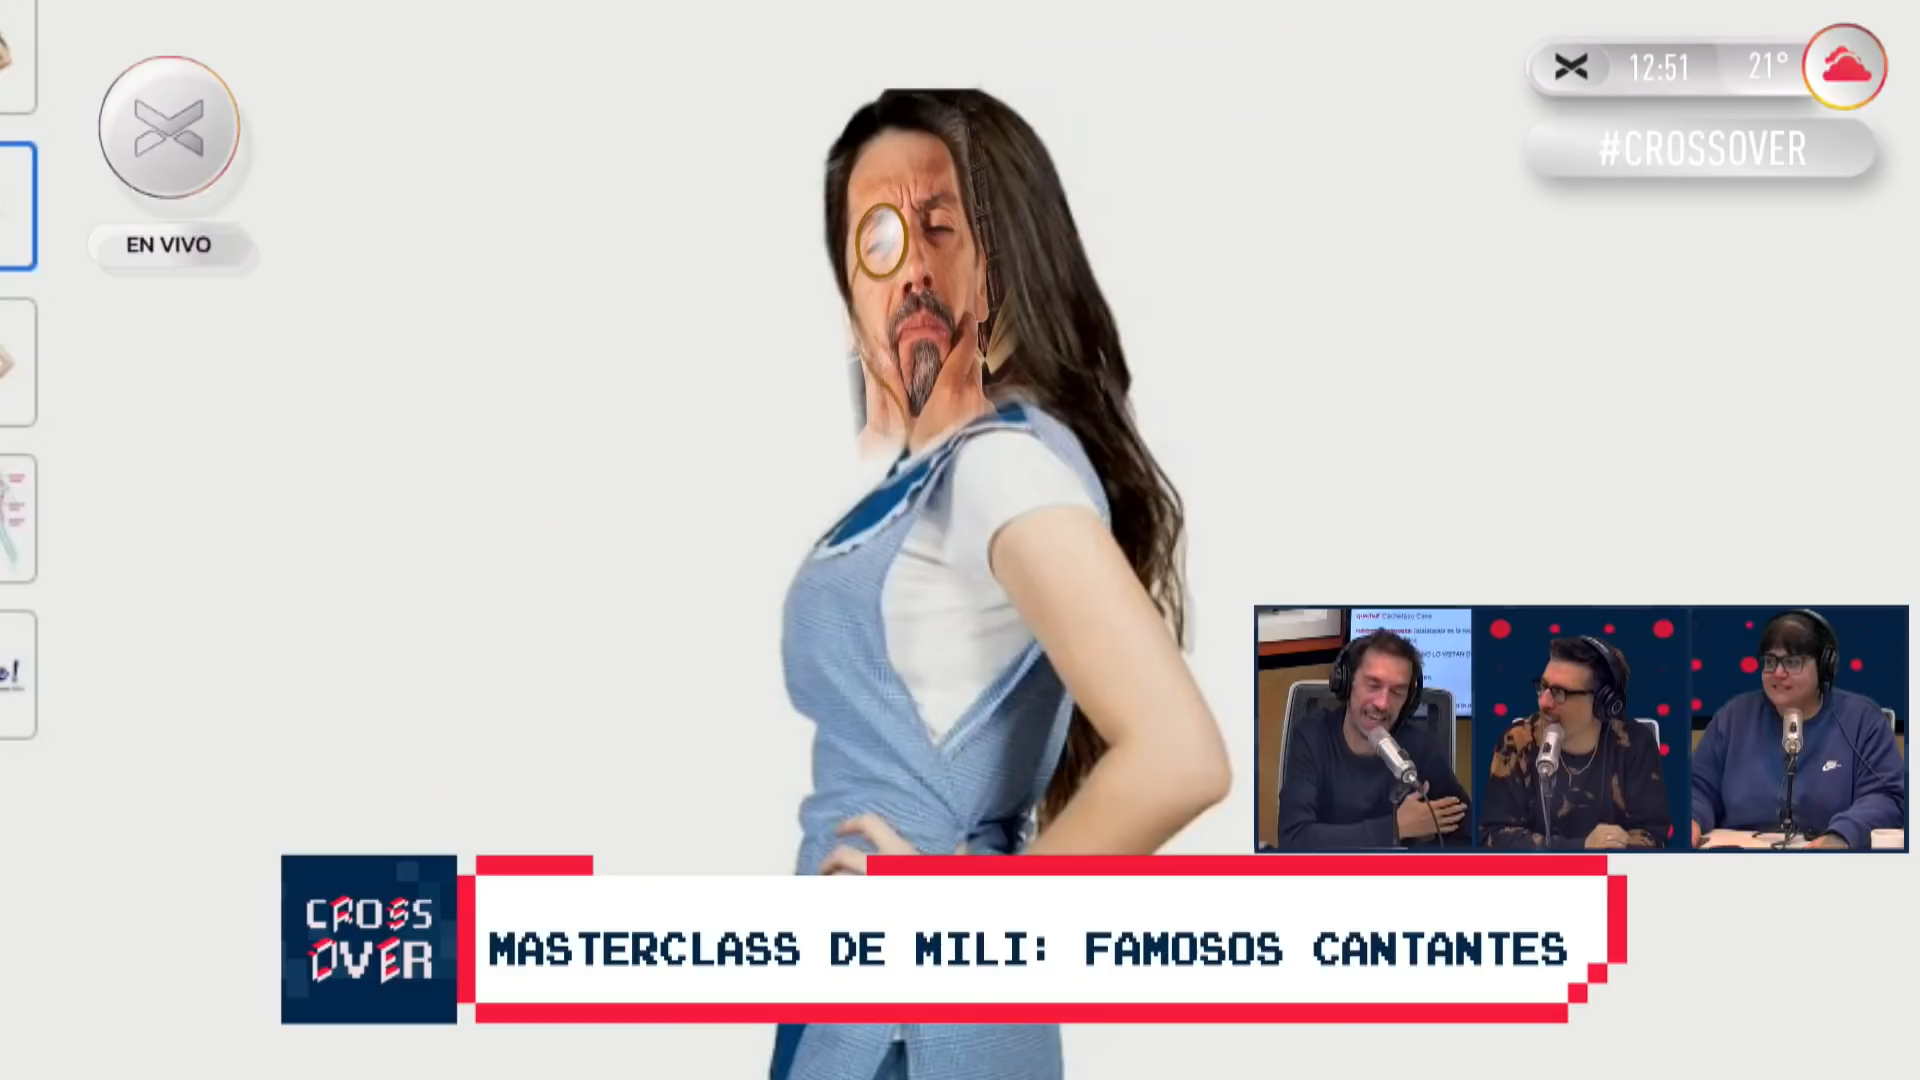 12:51 21°
#CROSSOVER
EN VIVO
CROSS
OVER
MASTERCLASS DE MILI: FAMOSOS CANTANTES